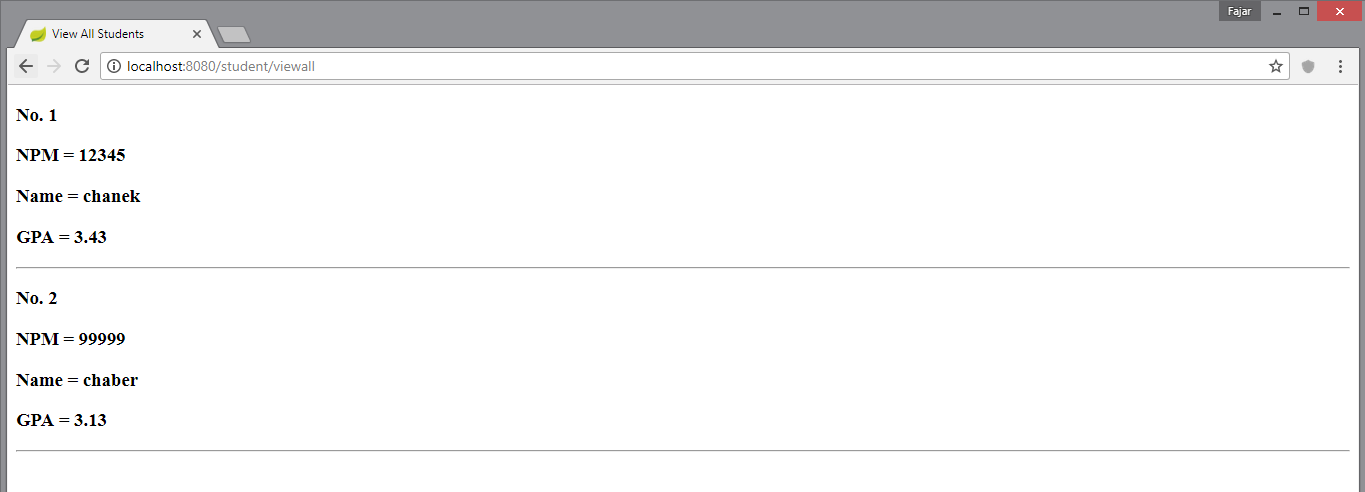 Fajar
View All Students
localhost:8080/student/viewall
No. 1
NPM = 12345
Name = chanek
GPA = 3.43
No. 2
NPM = 99999
Name = chaber
GPA = 3.13